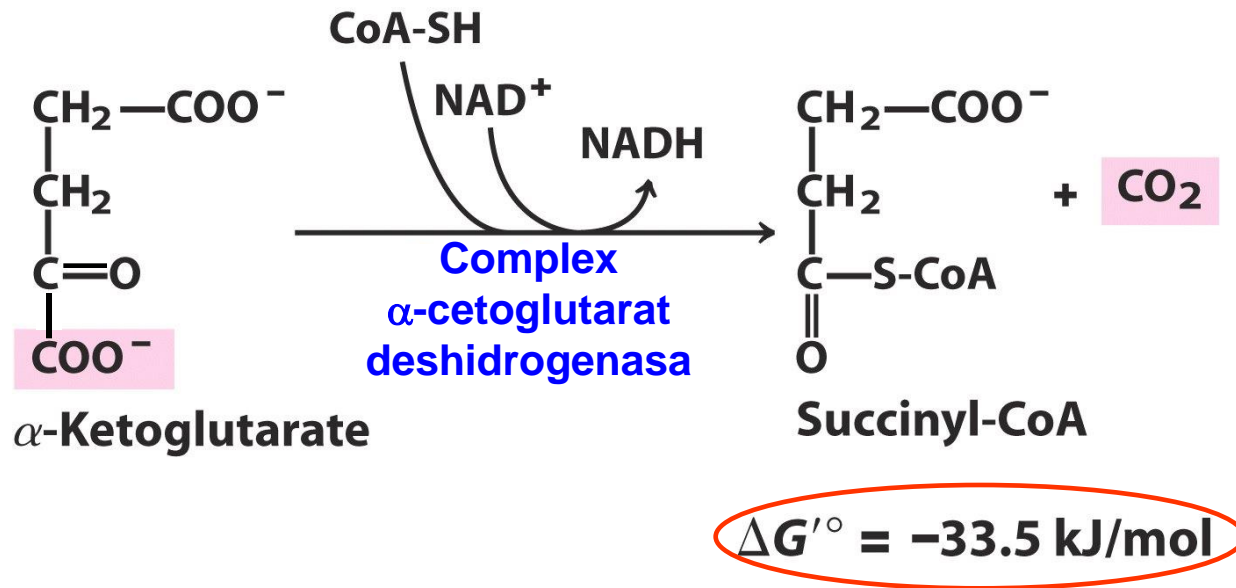 CoA-SH
NAD⁺
NADH
CH₂—COO⁻
CH₂
C=O
COO⁻
α-Ketoglutarate
Complex
α-cetoglutarat
deshidrogenasa
CH₂—COO⁻
CH₂
C—S-CoA
O
Succinyl-CoA
+ CO₂
ΔG′° = −33.5 kJ/mol